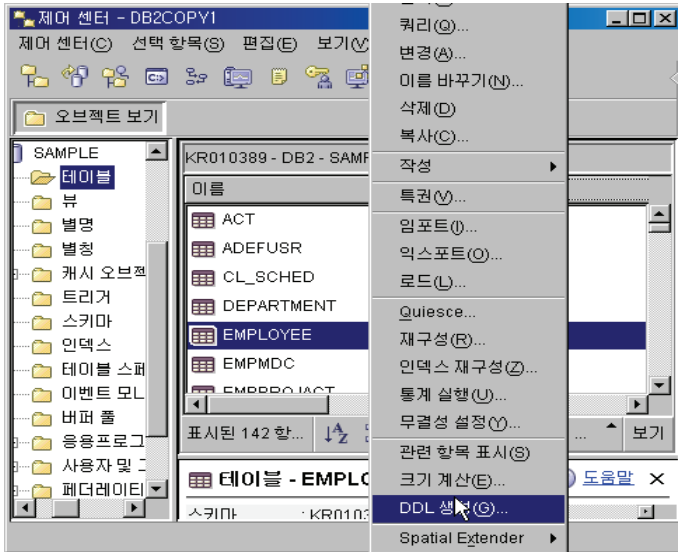 제어 센터 - DB2COPY1
제어 센터(C) 선택 항목(S) 편집(E) 보기(V
오브젝트 보기
SAMPLE
테이블
뷰
별명
별칭
캐시 오브젝
트리거
스키마
인덱스
테이블 스페
이벤트 모니
버퍼 풀
응용프로그
사용자 및
페더레이티
KR010389 - DB2 - SAMP
이름
ACT
ADEFUSR
CL_SCHED
DEPARTMENT
EMPLOYEE
EMPMDC
EMPPROJACT
표시된 142 항...
보기
테이블 - EMPLO
도움말
스키마 : KR0103
쿼리(Q)...
변경(A)...
이름 바꾸기(N)...
삭제(D)
복사(C)...
작성
특권(V)...
임포트(I)...
익스포트(O)...
로드(L)...
Quiesce...
재구성(R)...
인덱스 재구성(Z)...
통계 실행(U)...
무결성 설정(Y)...
관련 항목 표시(S)
크기 계산(E)...
DDL 생성(G)...
Spatial Extender